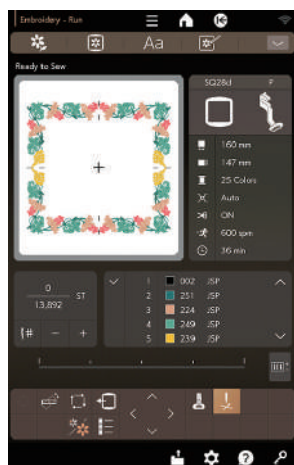 Embroidery - Run
Aa
Ready to Sew
SQ28d P
160 mm
147 mm
25 Colors
Auto
ON
600 spm
36 min
0
13,892
ST
1 002 JSP
2 251 JSP
3 224 JSP
4 249 JSP
5 239 JSP
# - +
?